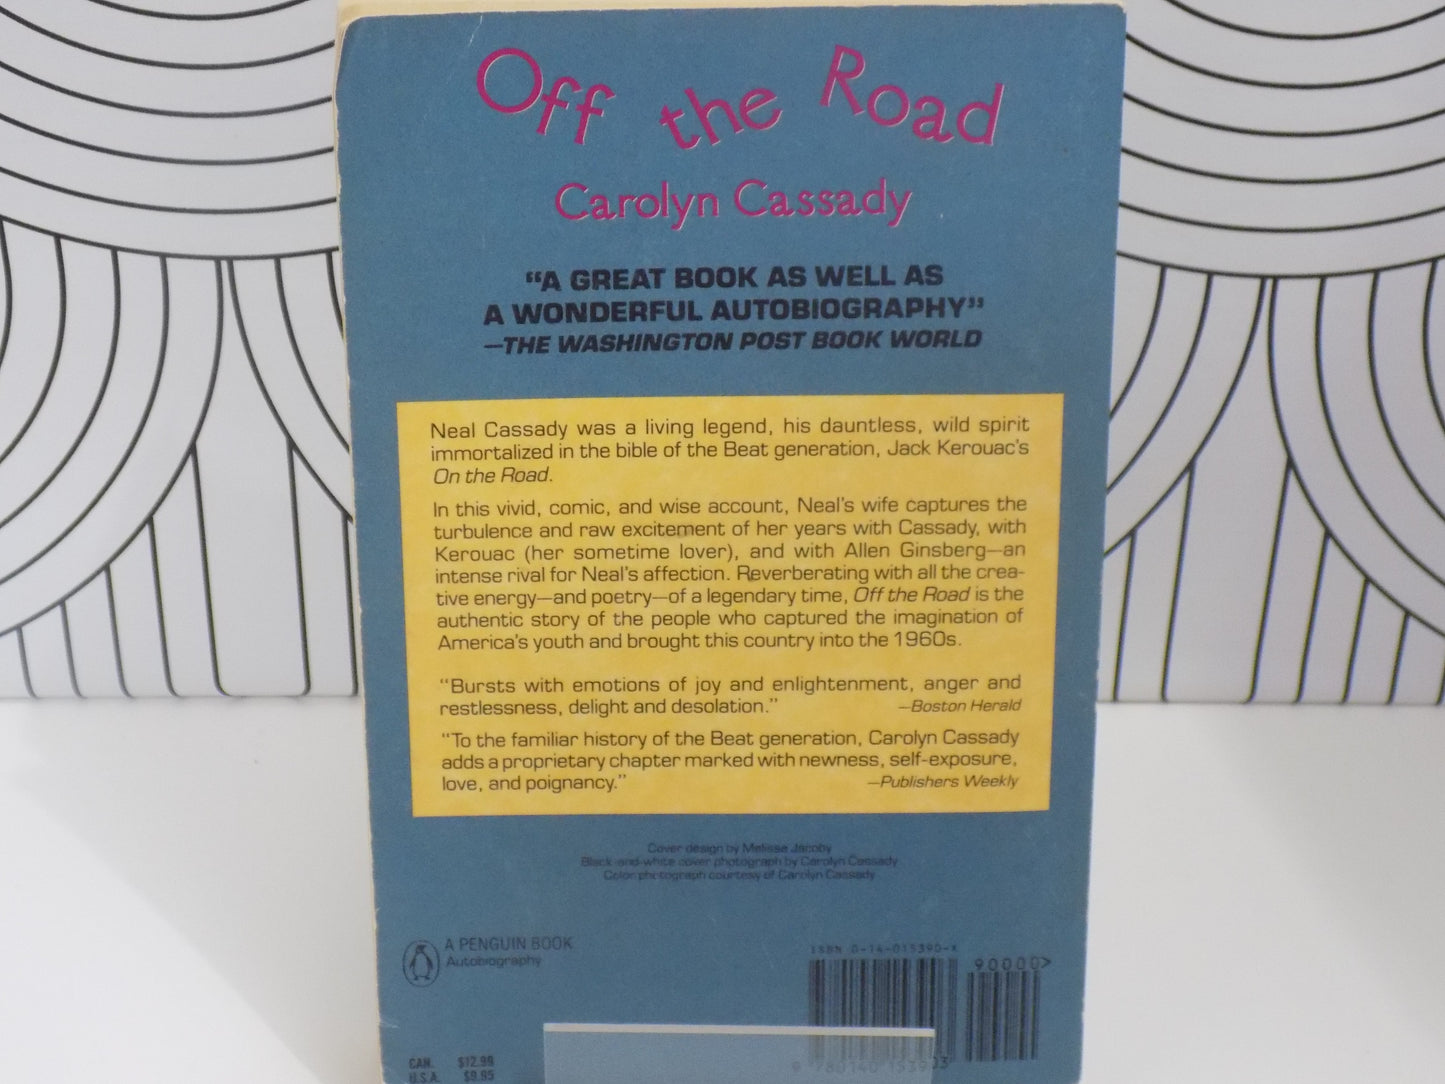 Off the Road
Carolyn Cassady
“A GREAT BOOK AS WELL AS
A WONDERFUL AUTOBIOGRAPHY”
—THE WASHINGTON POST BOOK WORLD
Neal Cassady was a living legend, his dauntless, wild spirit
immortalized in the bible of the Beat generation, Jack Kerouac's
On the Road.
In this vivid, comic, and wise account, Neal's wife captures the
turbulence and raw excitement of her years with Cassady, with
Kerouac (her sometime lover), and with Allen Ginsberg—an
intense rival for Neal's affection. Reverberating with all the crea-
tive energy—and poetry—of a legendary time, Off the Road is the
authentic story of the people who captured the imagination of
America's youth and brought this country into the 1960s.
“Bursts with emotions of joy and enlightenment, anger and
restlessness, delight and desolation.” —Boston Herald
“To the familiar history of the Beat generation, Carolyn Cassady
adds a proprietary chapter marked with newness, self-exposure,
love, and poignancy.” —Publishers Weekly
Cover design by Melissa Jacoby
Black-and-white cover photograph by Carolyn Cassady
Color photograph courtesy of Carolyn Cassady
A PENGUIN BOOK
Autobiography
ISBN 0-14-015390-X
90000>
9 780140 153903
CAN. $12.99
U.S.A. $9.95